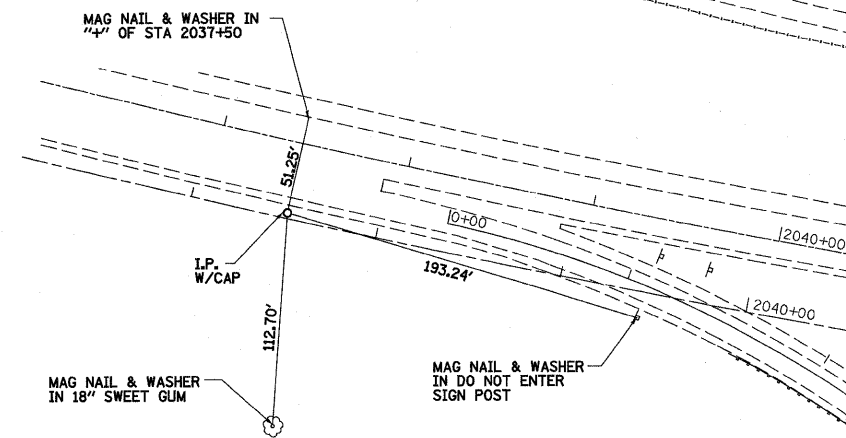 MAG NAIL & WASHER IN
"+" OF STA 2037+50
51.25'
0+00
2040+00
I.P.
W/CAP
193.24'
2040+00
112.70'
MAG NAIL & WASHER
IN DO NOT ENTER
SIGN POST
MAG NAIL & WASHER
IN 18" SWEET GUM